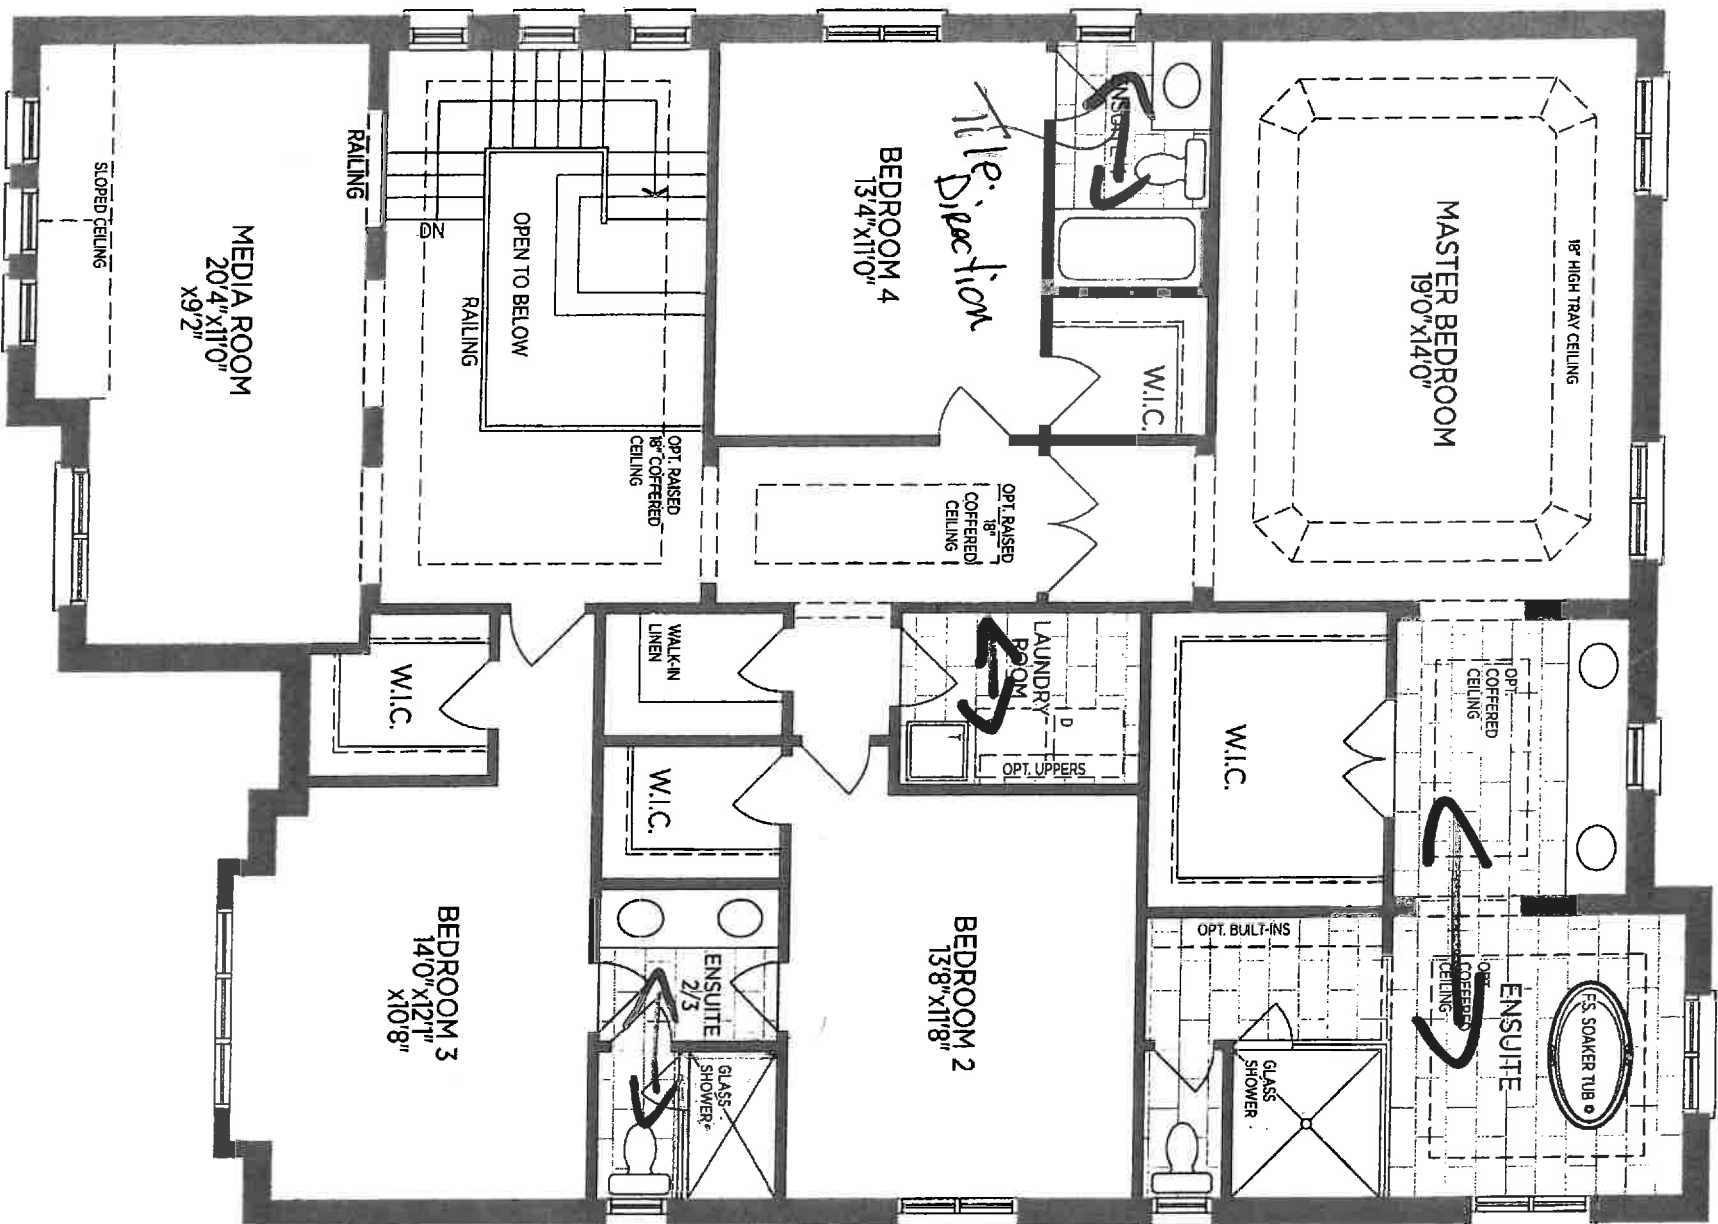 MASTER BEDROOM
19'0"x14'0"
18" HIGH TRAY CEILING
ENSUITE
BEDROOM 4
13'4"x11'0"
Tile
Direction
W.I.C.
OPEN TO BELOW
RAILING
DN
RAILING
OPT. RAISED
18" COFFERED
CEILING
MEDIA ROOM
20'4"x11'0"
x9'2"
SLOPED CEILING
OPT. RAISED
18"
COFFERED
CEILING
OPT.
COFFERED
CEILING
W.I.C.
LAUNDRY
ROOM
D
T
OPT. UPPERS
WALK-IN
LINEN
W.I.C.
W.I.C.
OPT.
COFFERED
CEILING
ENSUITE
F.S. SOAKER TUB
OPT. BUILT-INS
GLASS
SHOWER
BEDROOM 2
13'8"x11'8"
ENSUITE
2/3
GLASS
SHOWER
BEDROOM 3
14'0"x12'1"
x10'8"